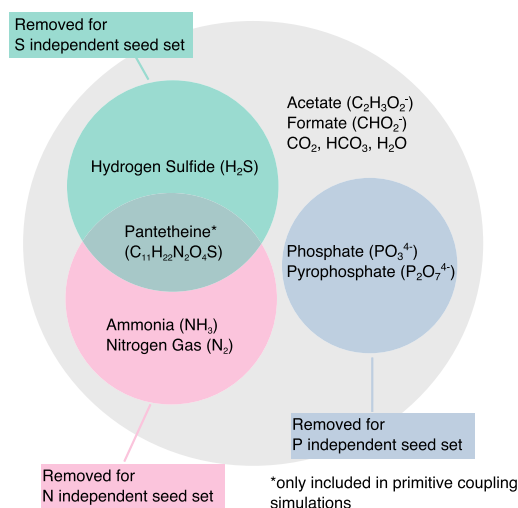 Removed for
S independent seed set
Acetate (C₂H₃O₂⁻)
Formate (CHO₂⁻)
CO₂, HCO₃, H₂O
Hydrogen Sulfide (H₂S)
Pantetheine*
(C₁₁H₂₂N₂O₄S)
Phosphate (PO₃⁴⁻)
Pyrophosphate (P₂O₇⁴⁻)
Ammonia (NH₃)
Nitrogen Gas (N₂)
Removed for
P independent seed set
Removed for
N independent seed set
*only included in primitive coupling
simulations